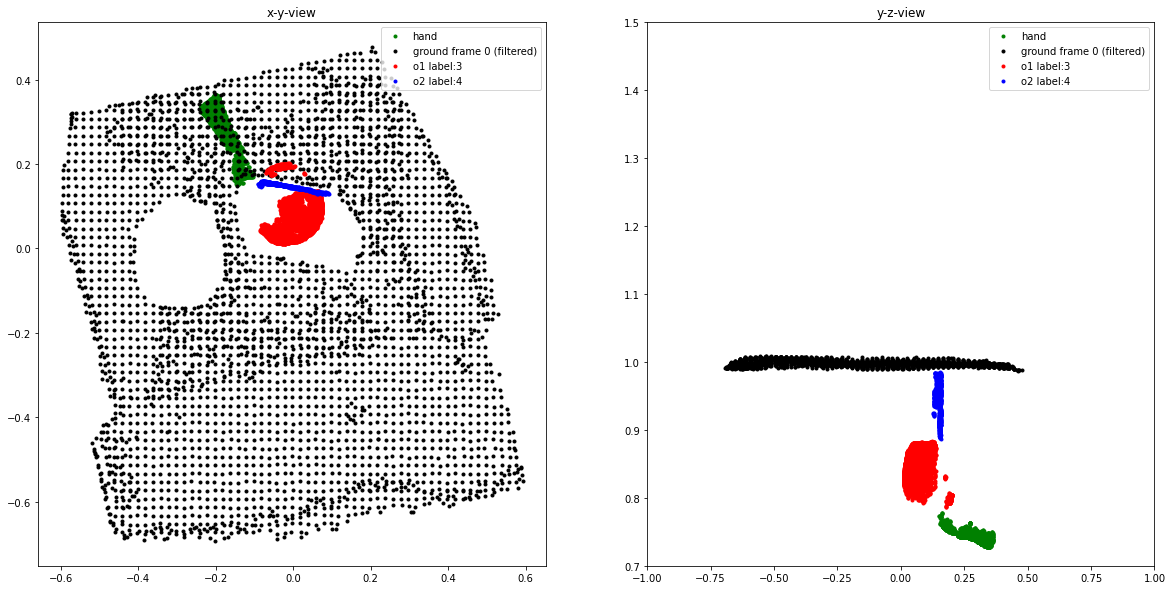 x-y-view
hand
ground frame 0 (filtered)
o1 label:3
o2 label:4
0.4
0.2
0.0
−0.2
−0.4
−0.6
−0.6 −0.4 −0.2 0.0 0.2 0.4 0.6
y-z-view
hand
ground frame 0 (filtered)
o1 label:3
o2 label:4
1.5
1.4
1.3
1.2
1.1
1.0
0.9
0.8
0.7
−1.00 −0.75 −0.50 −0.25 0.00 0.25 0.50 0.75 1.00